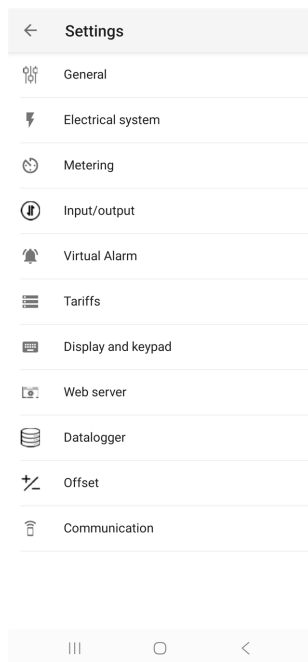 Settings
General
Electrical system
Metering
Input/output
Virtual Alarm
Tariffs
Display and keypad
Web server
Datalogger
Offset
Communication